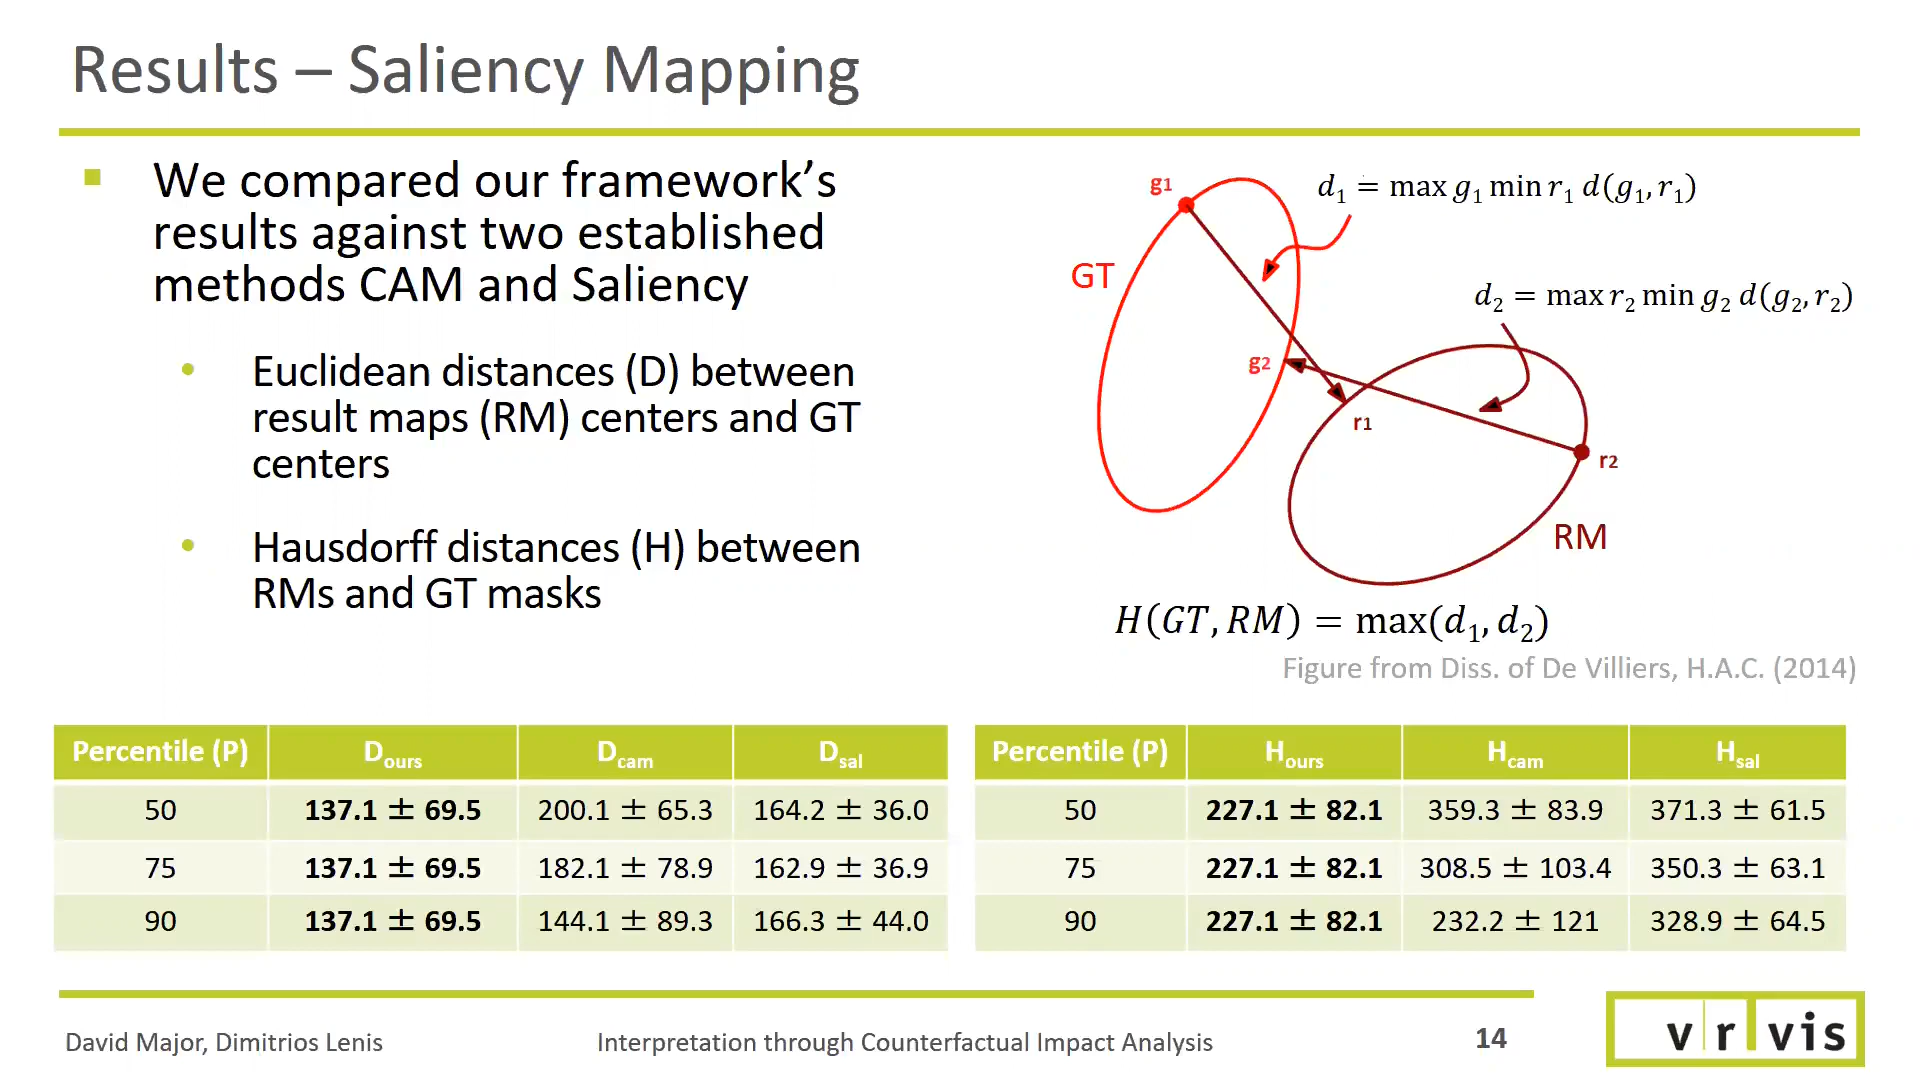 Results – Saliency Mapping
We compared our framework's
results against two established
methods CAM and Saliency
Euclidean distances (D) between
result maps (RM) centers and GT
centers
Hausdorff distances (H) between
RMs and GT masks
g1
d₁ = max g₁ min r₁ d(g₁, r₁)
GT
d₂ = max r₂ min g₂ d(g₂, r₂)
g2
r1
r2
RM
H(GT, RM) = max(d₁, d₂)
Figure from Diss. of De Villiers, H.A.C. (2014)
Percentile (P) D_ours D_cam D_sal
50 137.1 ± 69.5 200.1 ± 65.3 164.2 ± 36.0
75 137.1 ± 69.5 182.1 ± 78.9 162.9 ± 36.9
90 137.1 ± 69.5 144.1 ± 89.3 166.3 ± 44.0
Percentile (P) H_ours H_cam H_sal
50 227.1 ± 82.1 359.3 ± 83.9 371.3 ± 61.5
75 227.1 ± 82.1 308.5 ± 103.4 350.3 ± 63.1
90 227.1 ± 82.1 232.2 ± 121 328.9 ± 64.5
David Major, Dimitrios Lenis
Interpretation through Counterfactual Impact Analysis
14
vrvis